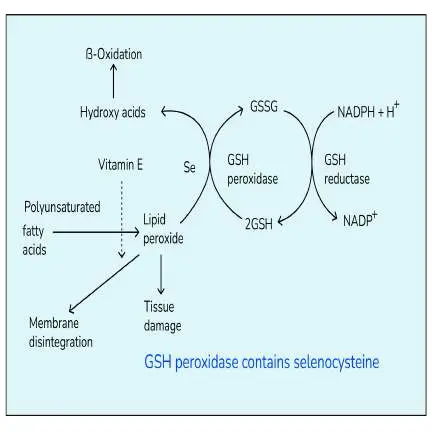 ß-Oxidation
Hydroxy acids
GSSG
NADPH + H⁺
Vitamin E
Se
GSH
peroxidase
GSH
reductase
Polyunsaturated
fatty
acids
Lipid
peroxide
2GSH
NADP⁺
Membrane
disintegration
Tissue
damage
GSH peroxidase contains selenocysteine